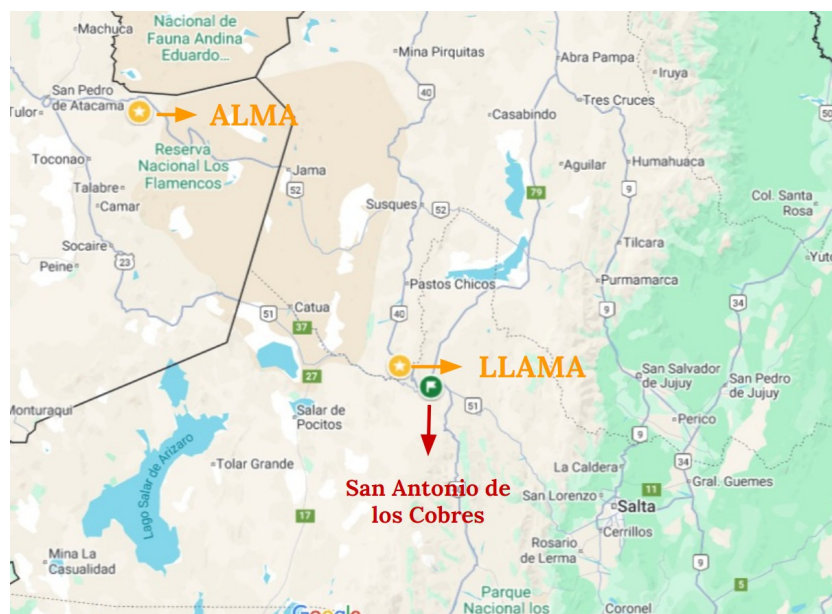 Machuca
Nacional de
Fauna Andina
Eduardo...
Mina Pirquitas
Abra Pampa
Iruya
40
San Pedro
de Atacama
Tulor
ALMA
Tres Cruces
Casabindo
50
Toconao
Reserva
Nacional Los
Flamencos
Jama
52
Aguilar
Humahuaca
Talabre
Camar
Susques
52
79
9
Col. Santa
Rosa
Socaire
Peine
23
Tilcara
Yuto
Catua
51
37
Pastos Chicos
40
Purmamarca
9
34
27
LLAMA
San Salvador
de Jujuy
San Pedro
de Jujuy
Monturaqui
Salar de
Pocitos
51
Perico
9
34
Lago Salar de Arizaro
Tolar Grande
San Antonio de
los Cobres
La Caldera
San Lorenzo
11
Gral. Guemes
Salta
17
Cerrillos
Rosario
de Lerma
9
Mina La
Casualidad
5
Parque
Nacional los
Coronel
Google